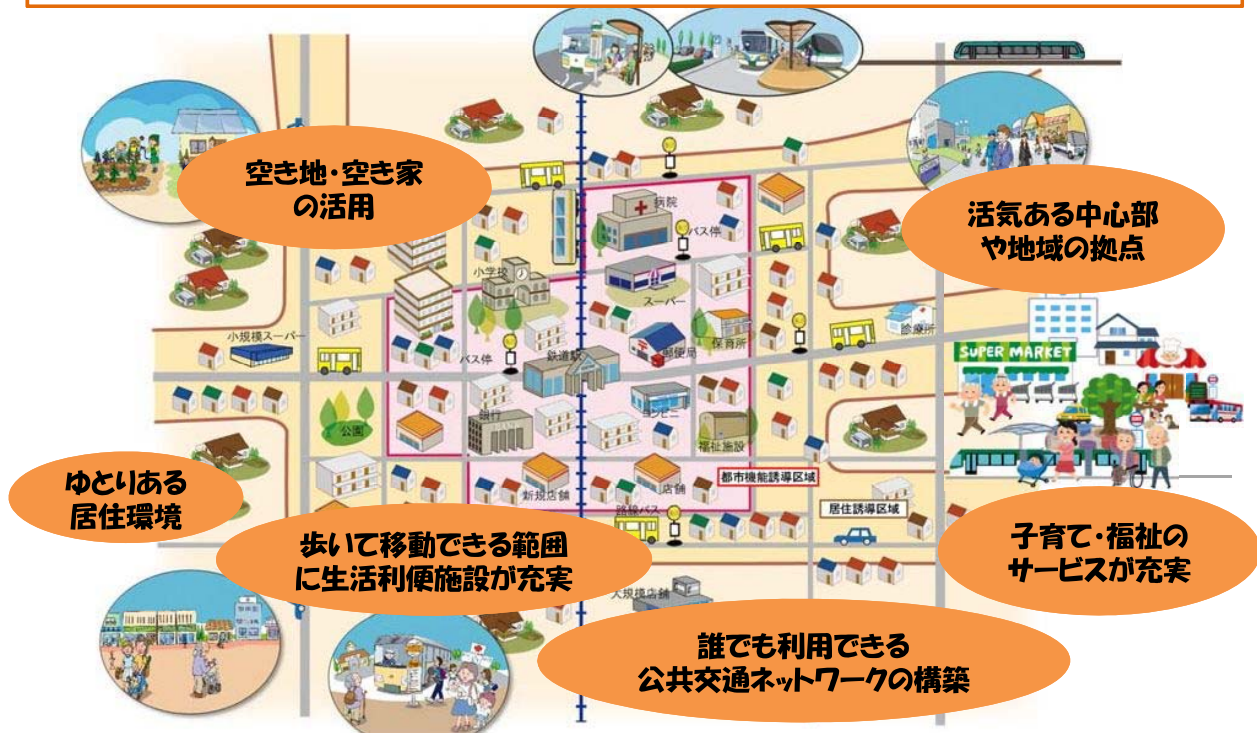 空き地・空き家
の活用
活気ある中心部
や地域の拠点
病院
バス停
小学校
スーパー
小規模スーパー
バス停
鉄道駅
郵便局
保育所
診療所
SUPER MARKET
公園
銀行
コンビニ
福祉施設
都市機能誘導区域
新規店舗
店舗
居住誘導区域
路線バス
ゆとりある
居住環境
歩いて移動できる範囲
に生活利便施設が充実
子育て・福祉の
サービスが充実
大規模店舗
誰でも利用できる
公共交通ネットワークの構築